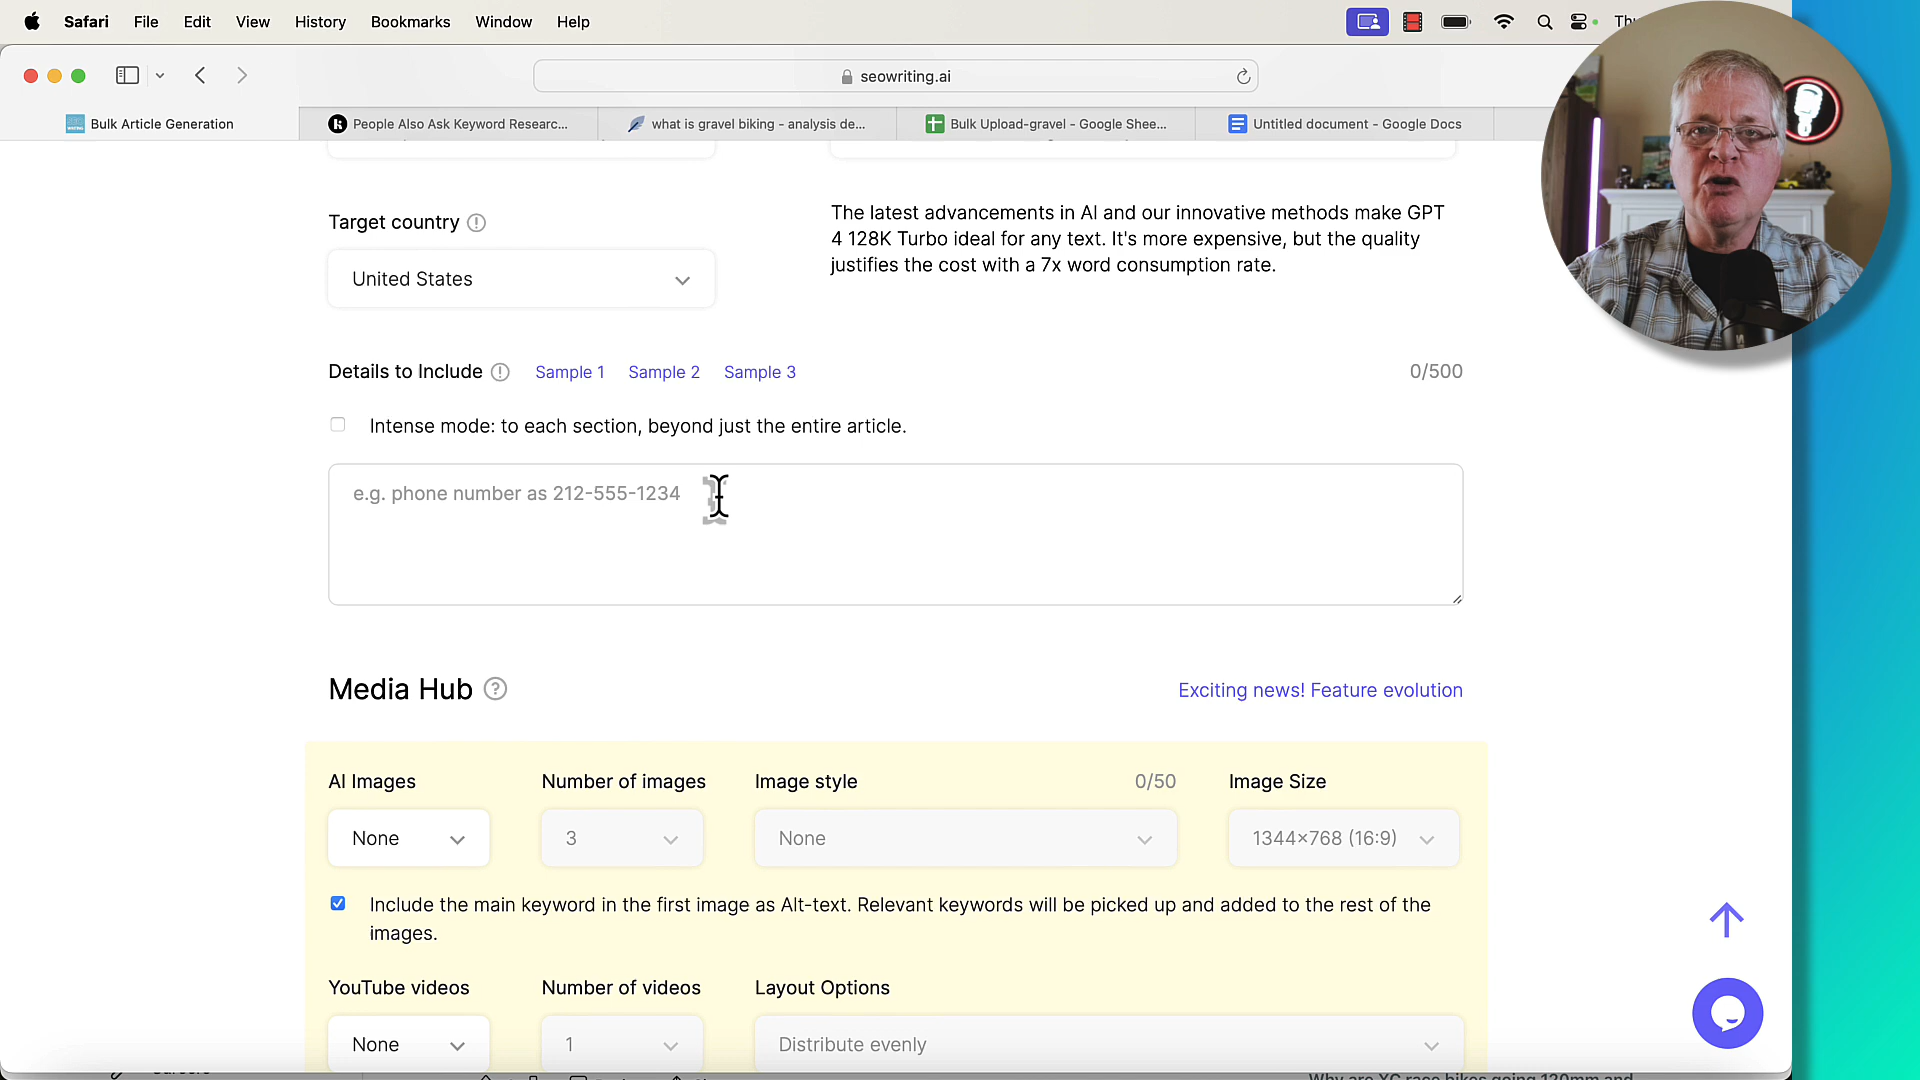 Safari File Edit View History Bookmarks Window Help
seowriting.ai
Bulk Article Generation
People Also Ask Keyword Researc...
what is gravel biking - analysis de...
Bulk Upload-gravel - Google Shee...
Untitled document - Google Docs
Target country
United States
The latest advancements in AI and our innovative methods make GPT
4 128K Turbo ideal for any text. It's more expensive, but the quality
justifies the cost with a 7x word consumption rate.
Details to Include Sample 1 Sample 2 Sample 3 0/500
Intense mode: to each section, beyond just the entire article.
e.g. phone number as 212-555-1234
Media Hub
Exciting news! Feature evolution
AI Images Number of images Image style 0/50 Image Size
None 3 None 1344×768 (16:9)
Include the main keyword in the first image as Alt-text. Relevant keywords will be picked up and added to the rest of the
images.
YouTube videos Number of videos Layout Options
None 1 Distribute evenly